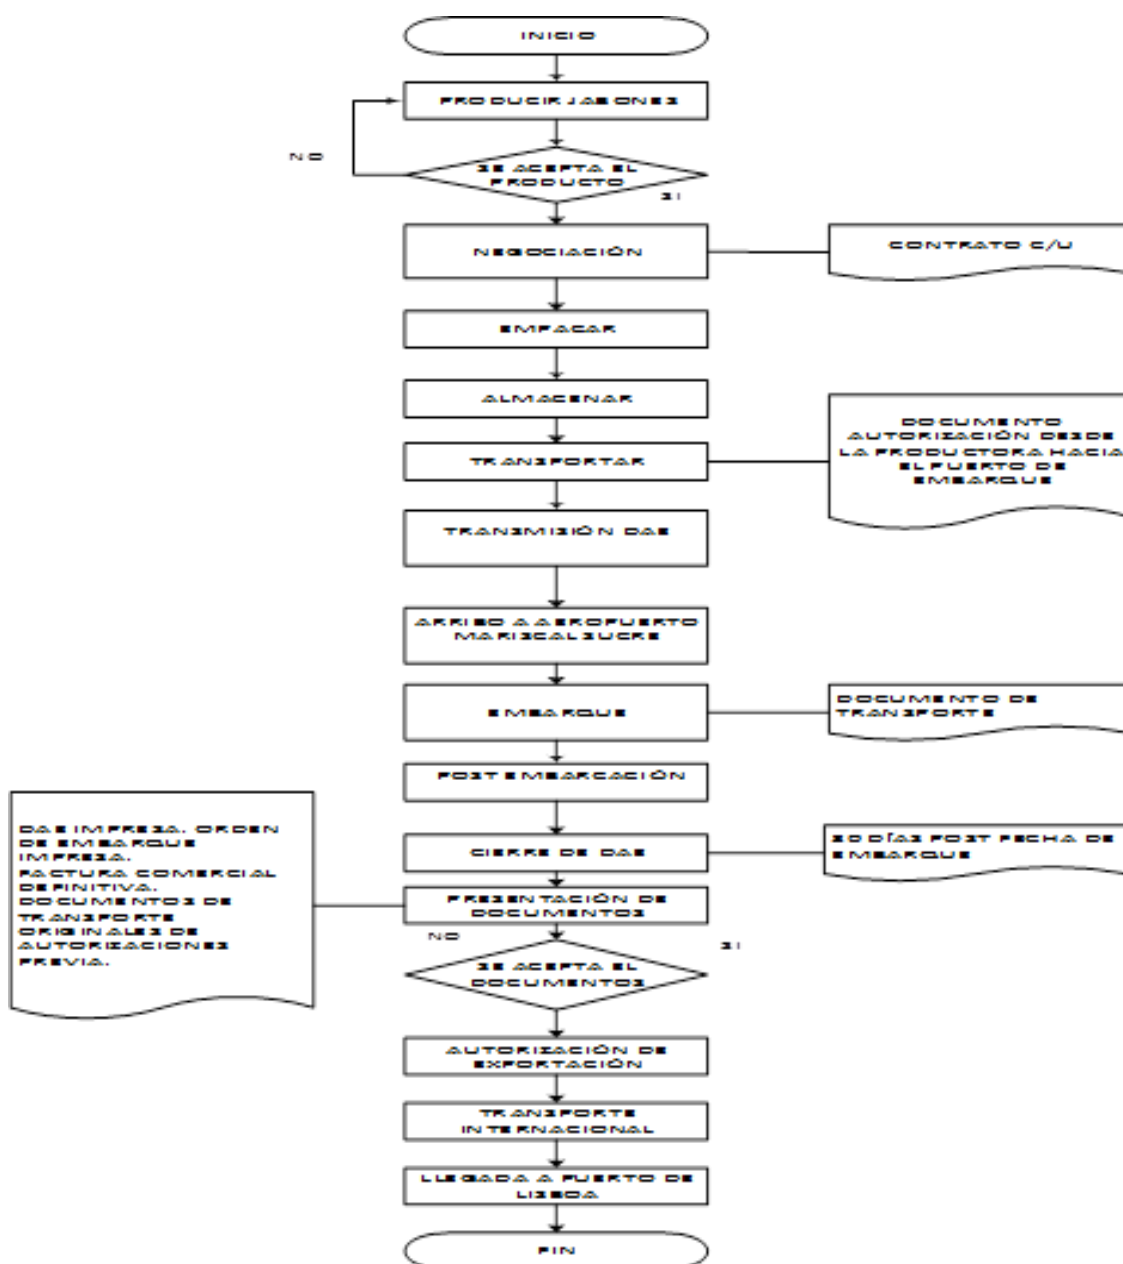 INICIO
PRODUCIR JABONES
NO
SE ACEPTA EL
PRODUCTO
SI
NEGOCIACIÓN
CONTRATO C/U
EMPACAR
ALMACENAR
TRANSPORTAR
DOCUMENTO
AUTORIZACIÓN DESDE
LA PRODUCTORA HACIA
EL PUERTO DE
EMBARQUE
TRANSMISIÓN DAE
ARRIBO A AEROPUERTO
MARISCAL SUCRE
EMBARQUE
DOCUMENTO DE
TRANSPORTE
POST EMBARCACIÓN
CIERRE DE DAE
30 DÍAS POST FECHA DE
EMBARQUE
PRESENTACIÓN DE
DOCUMENTOS
DAE IMPRESA. ORDEN
DE EMBARQUE
IMPRESA.
FACTURA COMERCIAL
DEFINITIVA.
DOCUMENTOS DE
TRANSPORTE
ORIGINALES DE
AUTORIZACIONES
PREVIA.
NO
SI
SE ACEPTA EL
DOCUMENTOS
AUTORIZACIÓN DE
EXPORTACIÓN
TRANSPORTE
INTERNACIONAL
LLEGADA A PUERTO DE
LISBOA
FIN